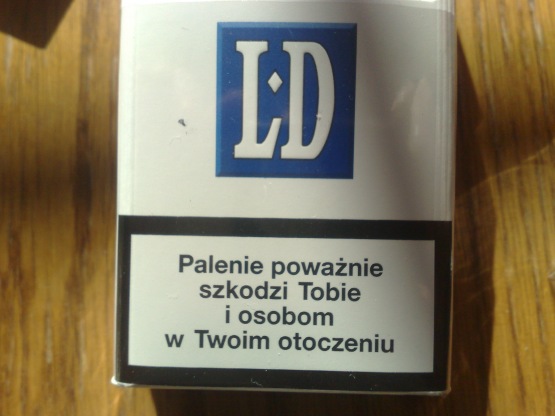 L·D
Palenie poważnie
szkodzi Tobie
i osobom
w Twoim otoczeniu